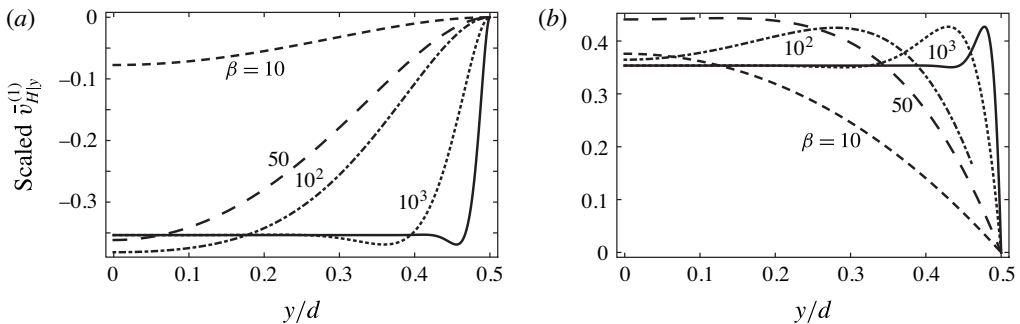 (a)
0
–0.1
–0.2
–0.3
Scaled v̄_{H|y}^{(1)}
β = 10
50
10²
10³
0 0.1 0.2 0.3 0.4 0.5
y/d
(b)
0.4
0.3
0.2
0.1
0
10²
10³
50
β = 10
0 0.1 0.2 0.3 0.4 0.5
y/d